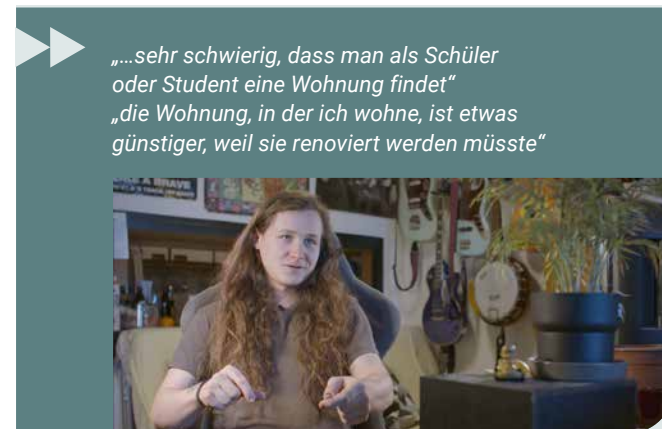 „...sehr schwierig, dass man als Schüler
oder Student eine Wohnung findet“
„die Wohnung, in der ich wohne, ist etwas
günstiger, weil sie renoviert werden müsste“